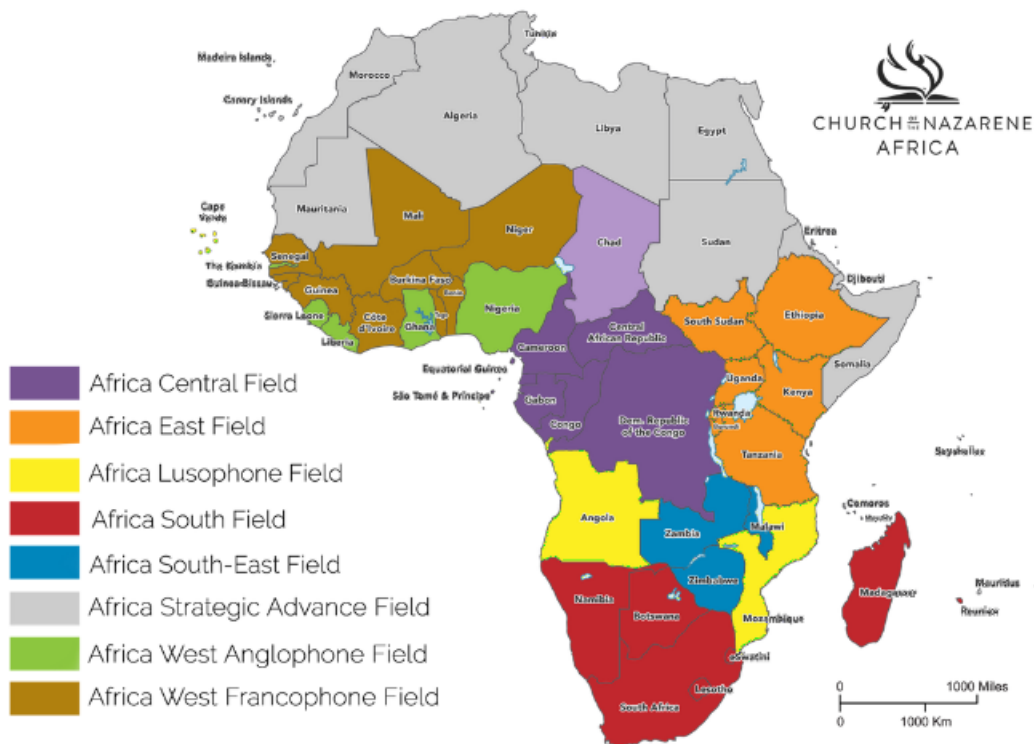 Tunisia
Madeira Islands
Morocco
Canary Islands
Algeria
Libya
Egypt
CHURCH OF THE NAZARENE
AFRICA
Mauritania
Cape
Verde
Mali
Niger
Chad
Sudan
Eritrea
Djibouti
Senegal
The Gambia
Guinea-Bissau
Guinea
Burkina Faso
Sierra Leone
Liberia
Côte
d'Ivoire
Ghana
Nigeria
South Sudan
Ethiopia
Somalia
Central
African Republic
Cameroon
Equatorial Guinea
São Tomé & Príncipe
Gabon
Congo
Dem. Republic
of the Congo
Uganda
Kenya
Rwanda
Burundi
Tanzania
Seychelles
Comoros
Angola
Zambia
Malawi
Zimbabwe
Mozambique
Madagascar
Mauritius
Reunion
Namibia
Botswana
eSwatini
Lesotho
South Africa
Africa Central Field
Africa East Field
Africa Lusophone Field
Africa South Field
Africa South-East Field
Africa Strategic Advance Field
Africa West Anglophone Field
Africa West Francophone Field
0 1000 Miles
0 1000 Km